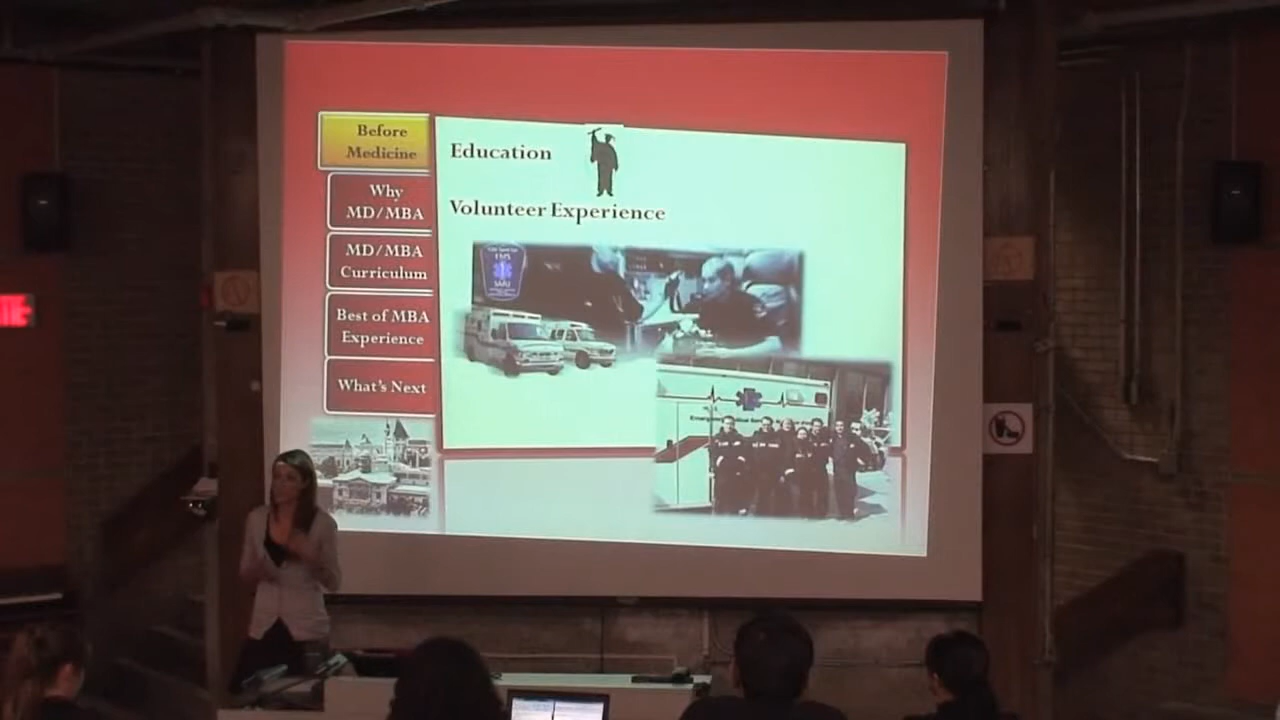 Before
Medicine
Why
MD/MBA
MD/MBA
Curriculum
Best of MBA
Experience
What's Next
Education
Volunteer Experience
EMS